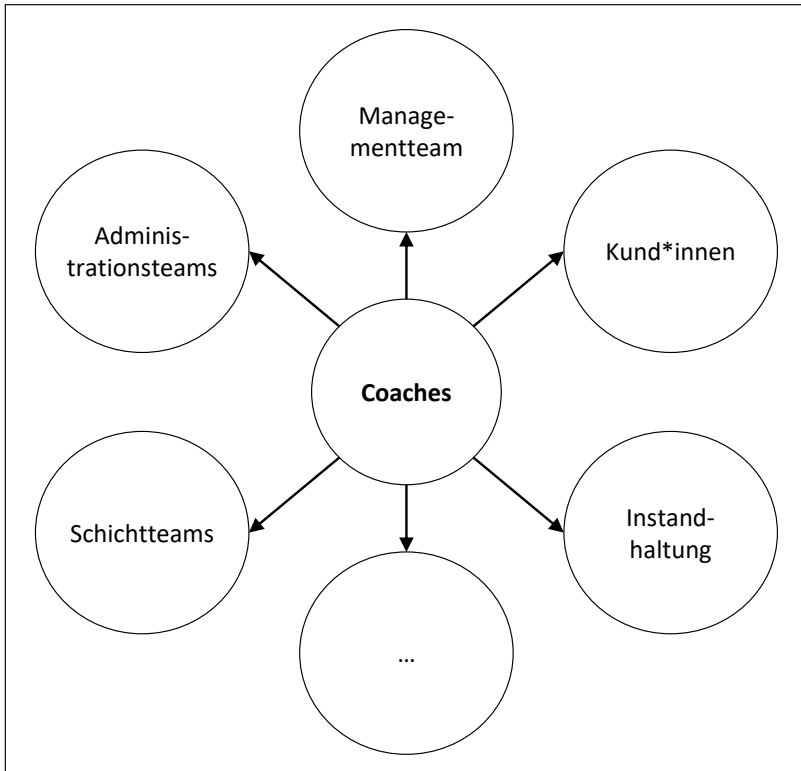 Manage-
mentteam
Adminis-
trationsteams
Kund*innen
Coaches
Schichtteams
Instand-
haltung
...